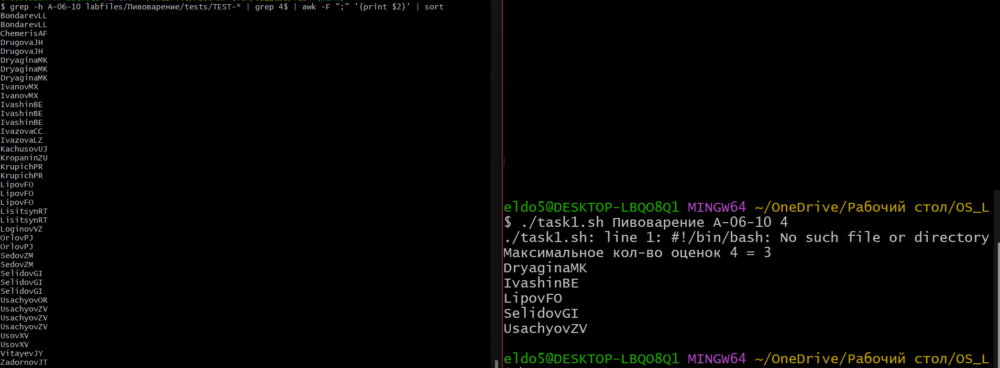 $ grep -h A-06-10 labfiles/Пивоварение/tests/TEST-* | grep 4$ | awk -F ";" '{print $2}' | sort
BondarevLL
BondarevLL
ChemerisAF
DrugovaJH
DrugovaJH
DryaginaMK
DryaginaMK
DryaginaMK
IvanovMX
IvanovMX
IvashinBE
IvashinBE
IvashinBE
IvazovaCC
IvazovaLZ
KachusovUJ
KropaninZU
KrupichPR
KrupichPR
LipovFO
LipovFO
LipovFO
LisitsynRT
LisitsynRT
LoginovVZ
OrlovPJ
OrlovPJ
SedovZM
SedovZM
SelidovGI
SelidovGI
SelidovGI
UsachyovOR
UsachyovZV
UsachyovZV
UsachyovZV
UsovXV
UsovXV
VitayevJY
ZadornovJT
eldo5@DESKTOP-LBQO8Q1 MINGW64 ~/OneDrive/Рабочий стол/OS_L
$ ./task1.sh Пивоварение A-06-10 4
./task1.sh: line 1: #!/bin/bash: No such file or directory
Максимальное кол-во оценок 4 = 3
DryaginaMK
IvashinBE
LipovFO
SelidovGI
UsachyovZV
eldo5@DESKTOP-LBQO8Q1 MINGW64 ~/OneDrive/Рабочий стол/OS_L